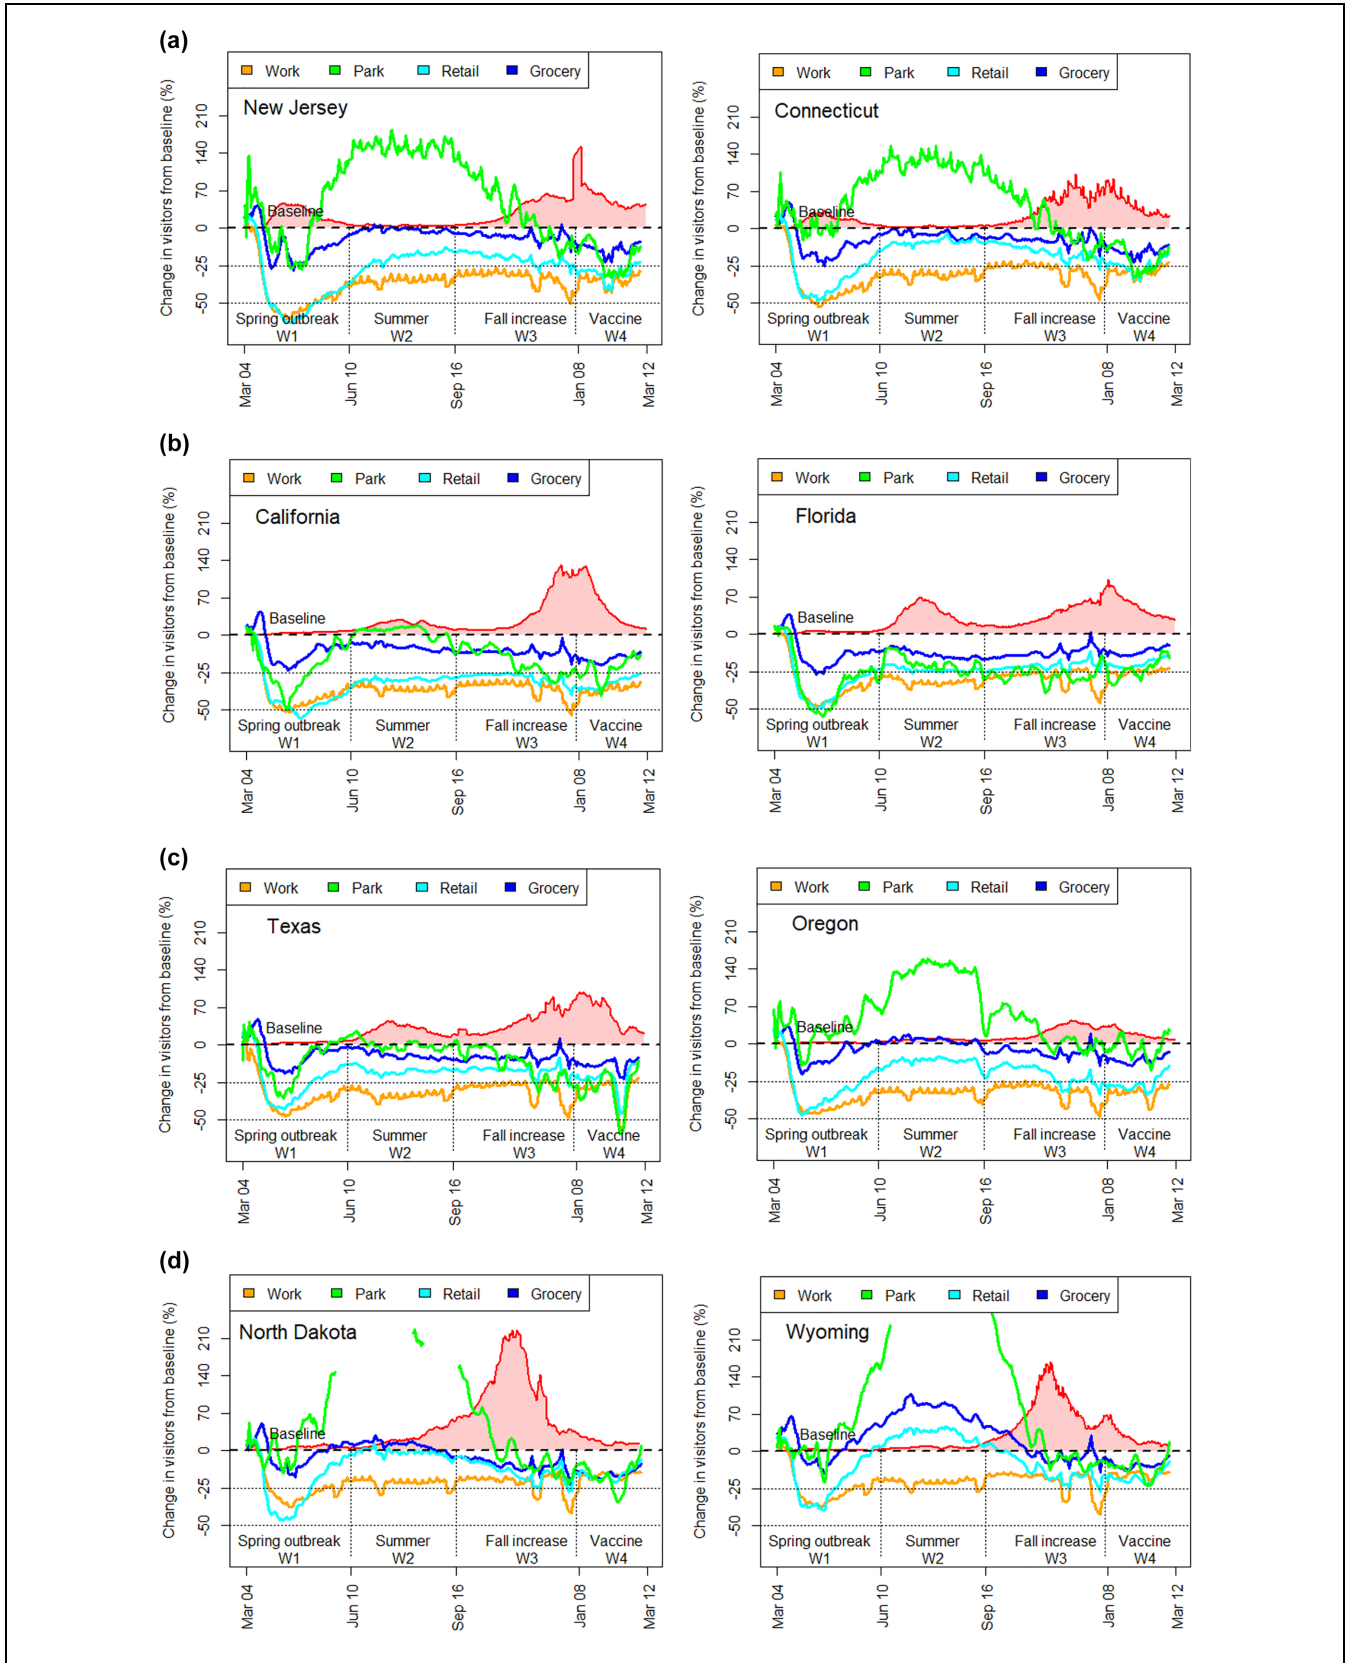 (a)
Work Park Retail Grocery
New Jersey
Change in visitors from baseline (%)
210
140
70
0
-25
-50
Baseline
Spring outbreak Summer Fall increase Vaccine
W1 W2 W3 W4
Mar 04 Jun 10 Sep 16 Jan 08 Mar 12
Work Park Retail Grocery
Connecticut
Change in visitors from baseline (%)
210
140
70
0
-25
-50
Baseline
Spring outbreak Summer Fall increase Vaccine
W1 W2 W3 W4
Mar 04 Jun 10 Sep 16 Jan 08 Mar 12
(b)
Work Park Retail Grocery
California
Change in visitors from baseline (%)
210
140
70
0
-25
-50
Baseline
Spring outbreak Summer Fall increase Vaccine
W1 W2 W3 W4
Mar 04 Jun 10 Sep 16 Jan 08 Mar 12
Work Park Retail Grocery
Florida
Change in visitors from baseline (%)
210
140
70
0
-25
-50
Baseline
Spring outbreak Summer Fall increase Vaccine
W1 W2 W3 W4
Mar 04 Jun 10 Sep 16 Jan 08 Mar 12
(c)
Work Park Retail Grocery
Texas
Change in visitors from baseline (%)
210
140
70
0
-25
-50
Baseline
Spring outbreak Summer Fall increase Vaccine
W1 W2 W3 W4
Mar 04 Jun 10 Sep 16 Jan 08 Mar 12
Work Park Retail Grocery
Oregon
Change in visitors from baseline (%)
210
140
70
0
-25
-50
Baseline
Spring outbreak Summer Fall increase Vaccine
W1 W2 W3 W4
Mar 04 Jun 10 Sep 16 Jan 08 Mar 12
(d)
Work Park Retail Grocery
North Dakota
Change in visitors from baseline (%)
210
140
70
0
-25
-50
Baseline
Spring outbreak Summer Fall increase Vaccine
W1 W2 W3 W4
Mar 04 Jun 10 Sep 16 Jan 08 Mar 12
Work Park Retail Grocery
Wyoming
Change in visitors from baseline (%)
210
140
70
0
-25
-50
Baseline
Spring outbreak Summer Fall increase Vaccine
W1 W2 W3 W4
Mar 04 Jun 10 Sep 16 Jan 08 Mar 12